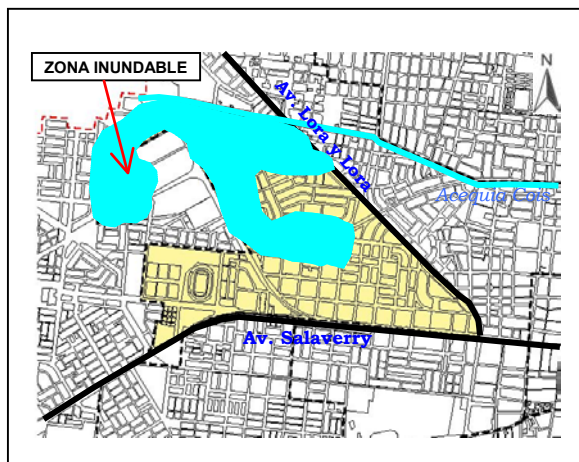 ZONA INUNDABLE
N
Av. Lora y Lora
Acequia Cois
Av. Salaverry